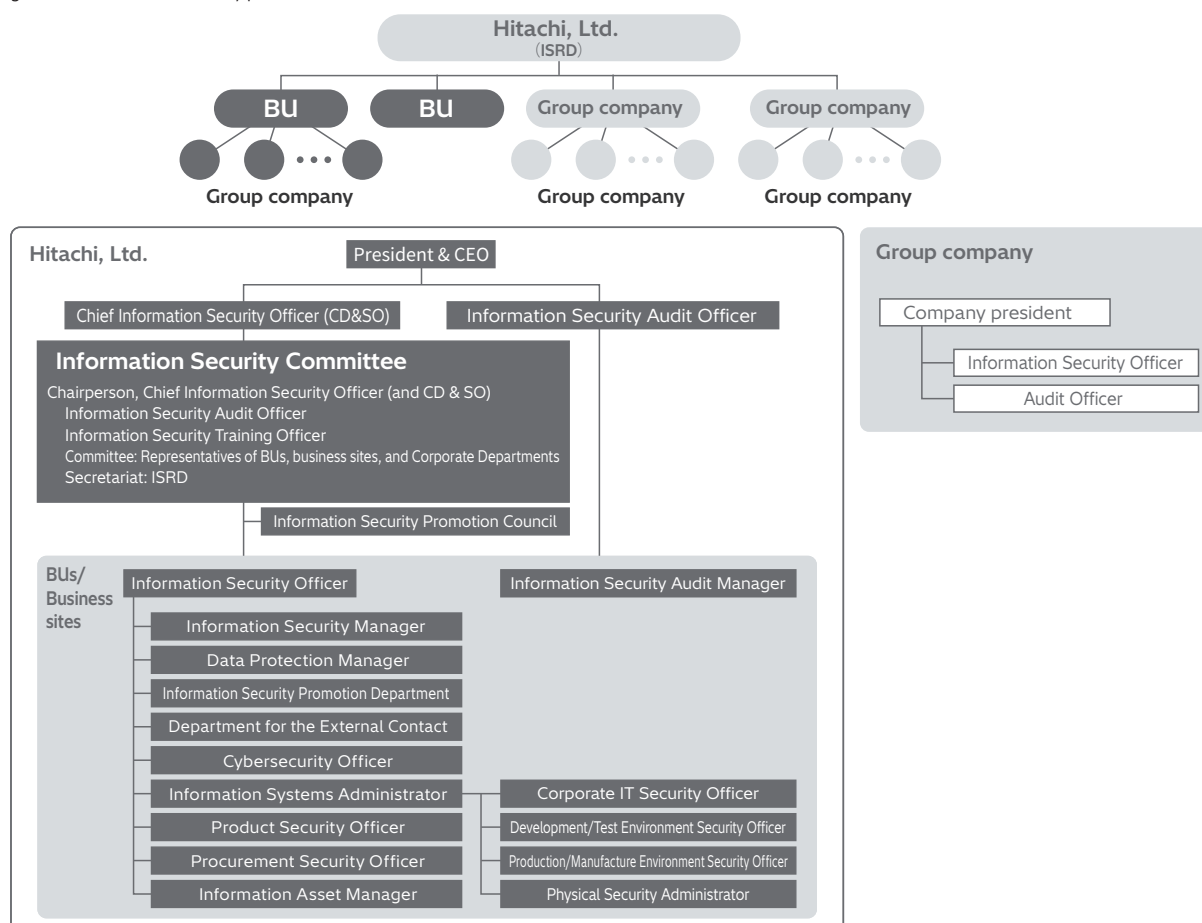 Hitachi, Ltd.
(ISRD)
BU
BU
Group company
Group company
Group company
Group company
Group company
Hitachi, Ltd.
President & CEO
Chief Information Security Officer (CD&SO)
Information Security Audit Officer
Information Security Committee
Chairperson, Chief Information Security Officer (and CD & SO)
Information Security Audit Officer
Information Security Training Officer
Committee: Representatives of BUs, business sites, and Corporate Departments
Secretariat: ISRD
Information Security Promotion Council
BUs/
Business
sites
Information Security Officer
Information Security Audit Manager
Information Security Manager
Data Protection Manager
Information Security Promotion Department
Department for the External Contact
Cybersecurity Officer
Information Systems Administrator
Corporate IT Security Officer
Product Security Officer
Development/Test Environment Security Officer
Procurement Security Officer
Production/Manufacture Environment Security Officer
Information Asset Manager
Physical Security Administrator
Group company
Company president
Information Security Officer
Audit Officer